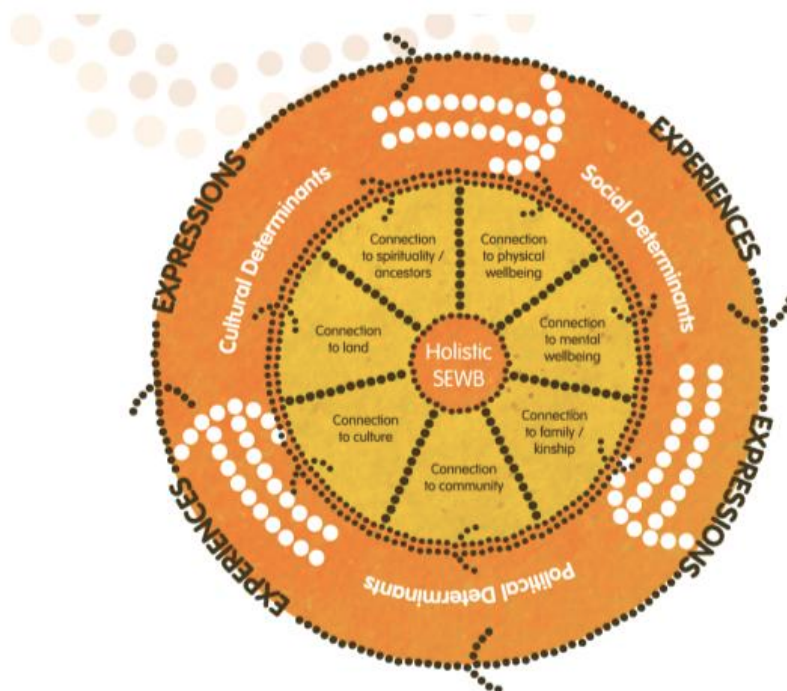 EXPRESSIONS
EXPERIENCES
Cultural Determinants
Social Determinants
Connection
to spirituality /
ancestors
Connection
to physical
wellbeing
Connection
to land
Holistic
SEWB
Connection
to mental
wellbeing
Connection
to culture
Connection
to family /
kinship
Connection
to community
EXPERIENCES
EXPRESSIONS
Political Determinants